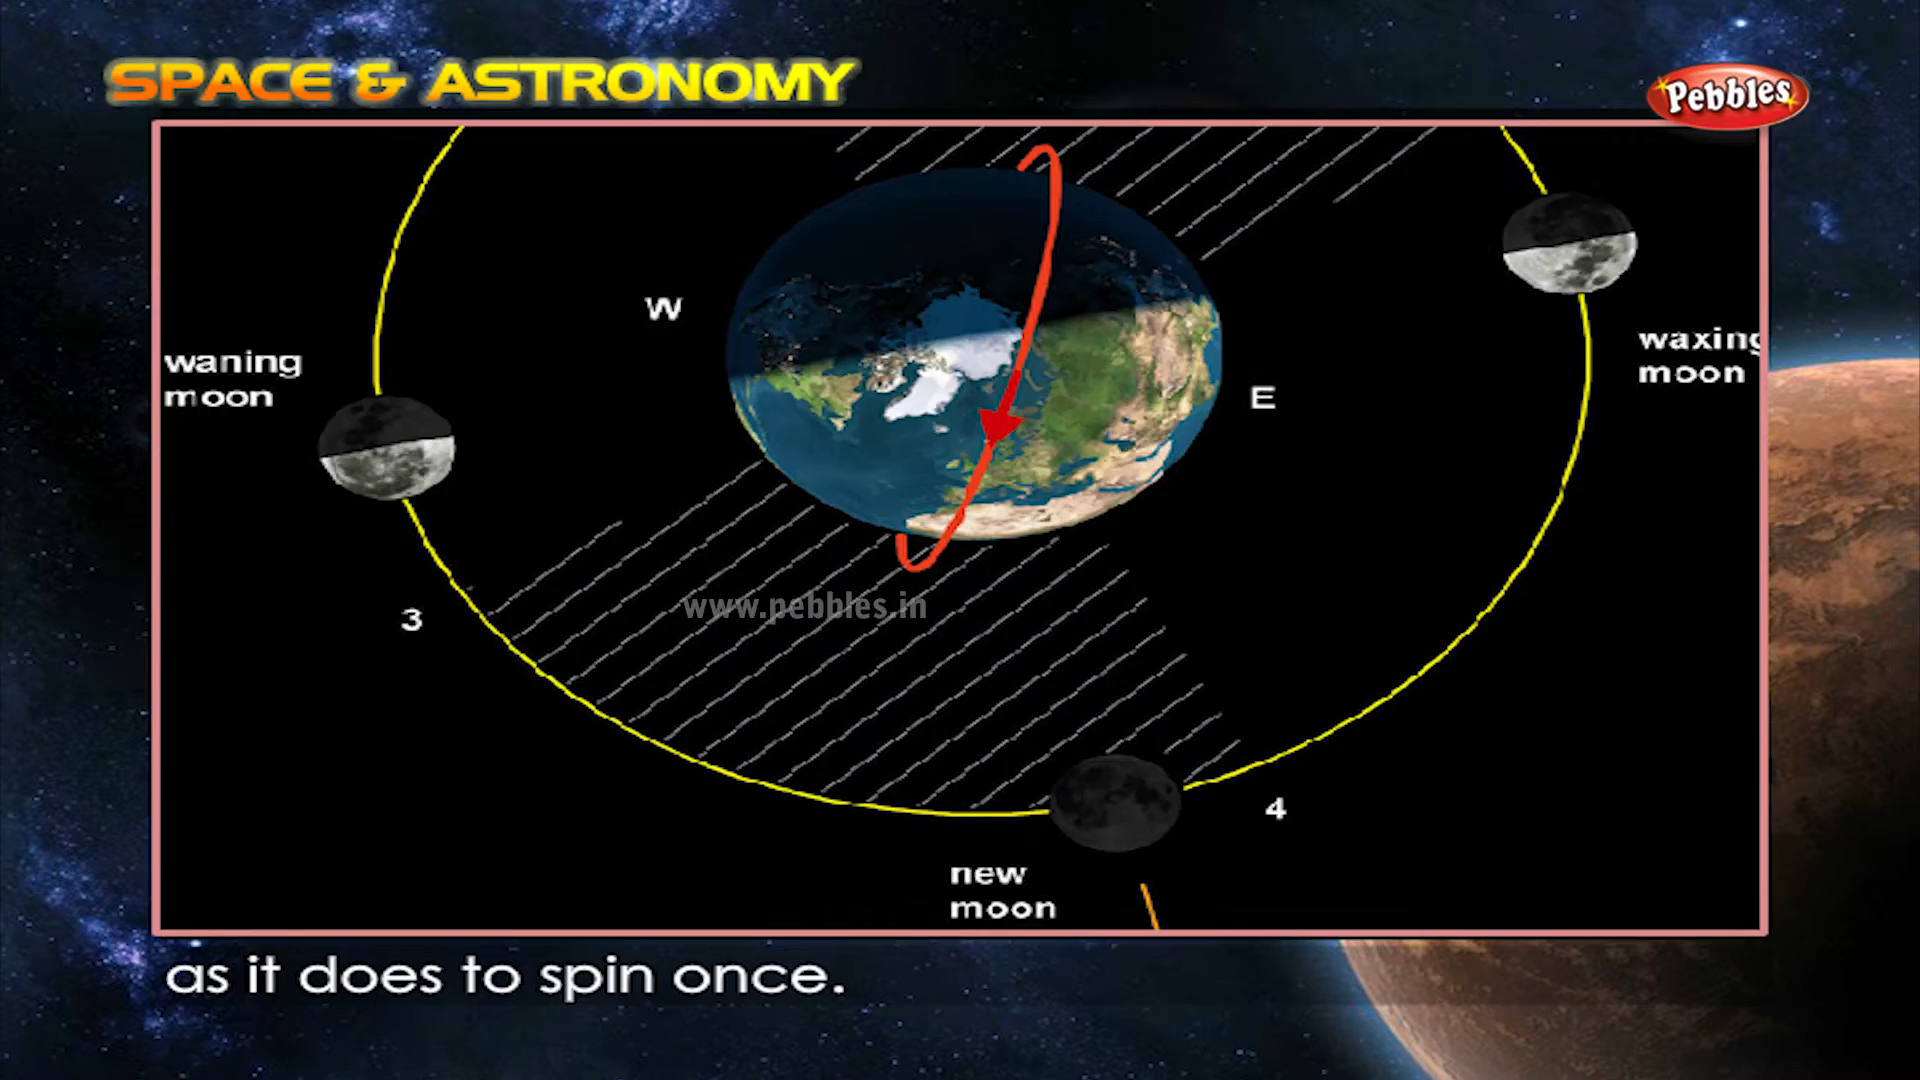 SPACE & ASTRONOMY
Pebbles
W
waning
moon
E
waxing
moon
3
www.pebbles.in
4
new
moon
as it does to spin once.